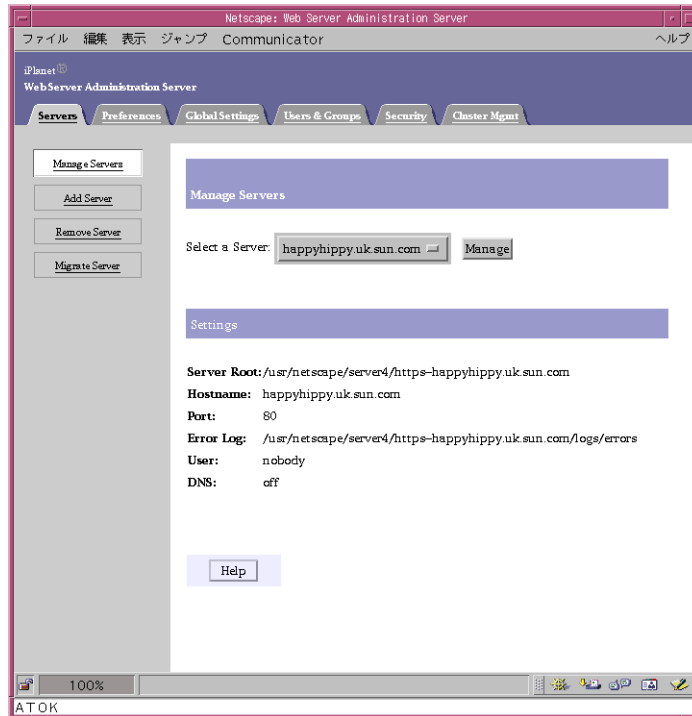 Netscape: Web Server Administration Server
ファイル 編集 表示 ジャンプ Communicator ヘルプ
iPlanet®
WebServer Administration Server
Servers Preferences Global Settings Users & Groups Security Cluster Mgmt
Manage Servers
Add Server
Remove Server
Migrate Server
Manage Servers
Select a Server: happyhippy.uk.sun.com Manage
Settings
Server Root: /usr/netscape/server4/https-happyhippy.uk.sun.com
Hostname: happyhippy.uk.sun.com
Port: 80
Error Log: /usr/netscape/server4/https-happyhippy.uk.sun.com/logs/errors
User: nobody
DNS: off
Help
100%
ATOK